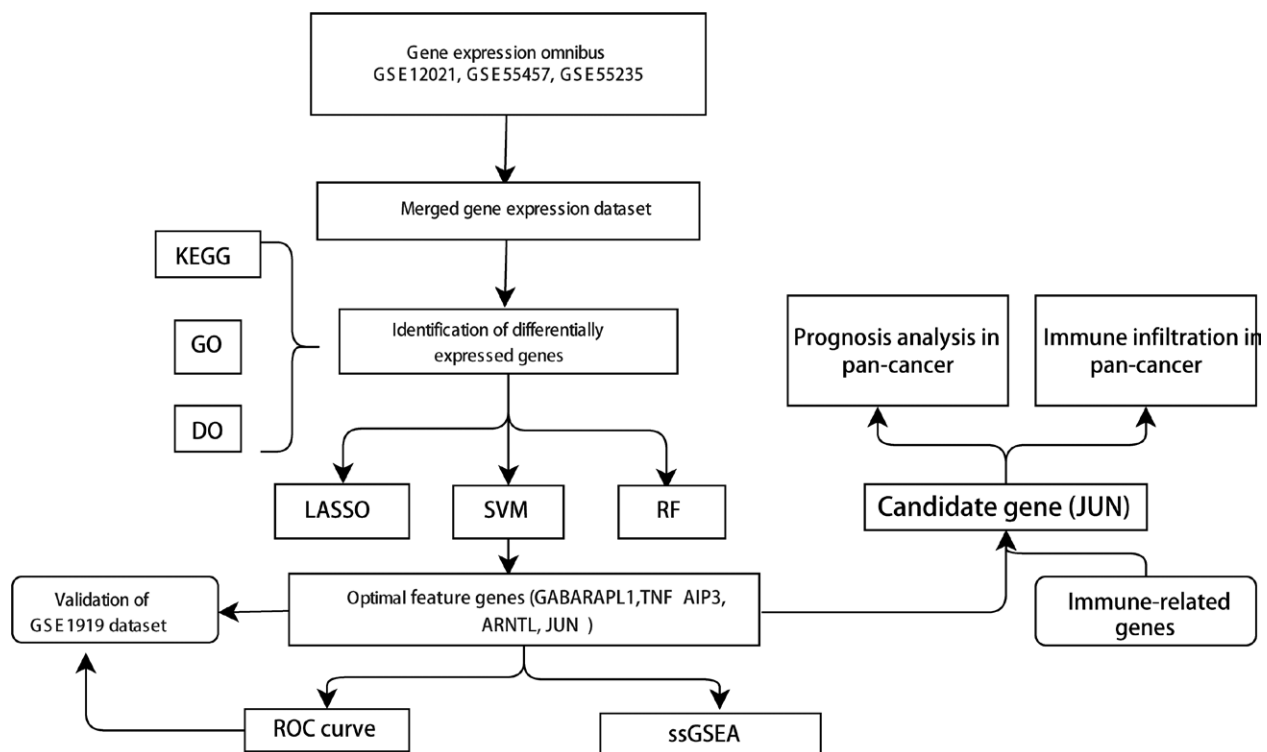 Gene expression omnibus
GSE12021, GSE55457, GSE55235
Merged gene expression dataset
KEGG
GO
DO
Identification of differentially
expressed genes
Prognosis analysis in
pan-cancer
Immune infiltration in
pan-cancer
LASSO
SVM
RF
Candidate gene (JUN)
Validation of
GSE1919 dataset
Optimal feature genes (GABARAPL1,TNF AIP3,
ARNTL, JUN )
Immune-related
genes
ROC curve
ssGSEA